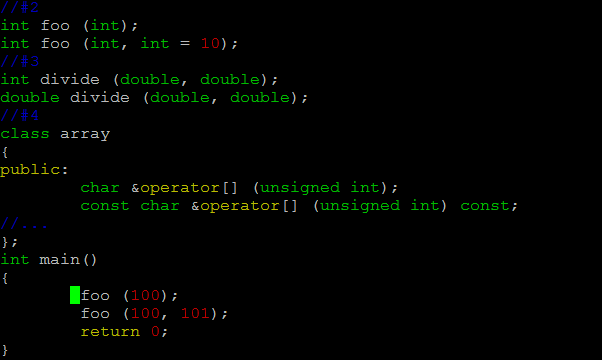 //#2
int foo (int);
int foo (int, int = 10);
//#3
int divide (double, double);
double divide (double, double);
//#4
class array
{
public:
        char &operator[] (unsigned int);
        const char &operator[] (unsigned int) const;
//...
};
int main()
{
        foo (100);
        foo (100, 101);
        return 0;
}